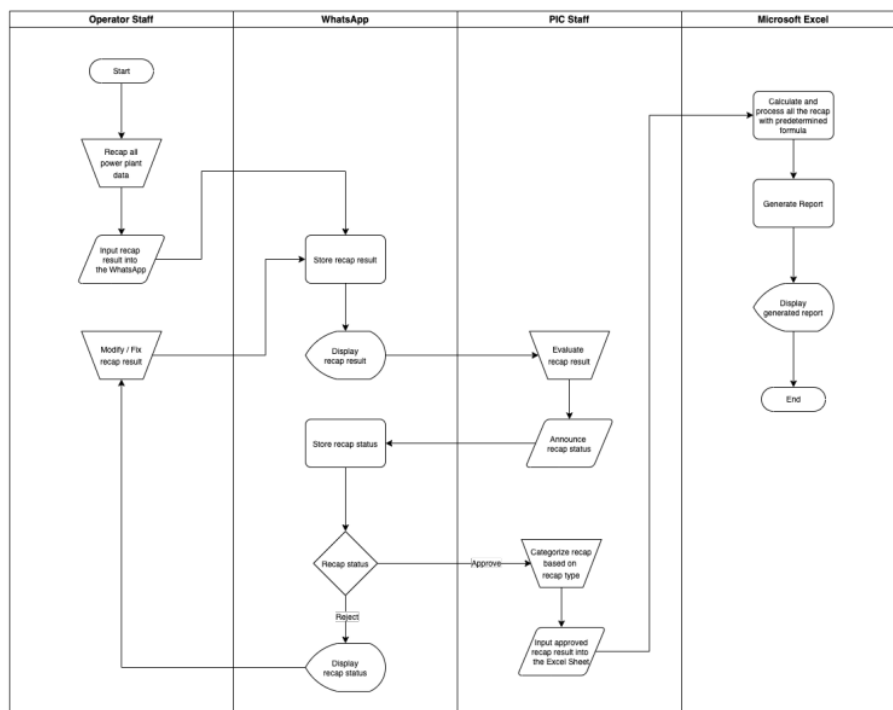 Operator Staff
WhatsApp
PIC Staff
Microsoft Excel
Start
Recap all
power plant
data
Input recap
result into
the WhatsApp
Modify / Fix
recap result
Store recap result
Display
recap result
Store recap status
Recap status
Approve
Reject
Display
recap status
Evaluate
recap result
Announce
recap status
Categorize recap
based on
recap type
Input approved
recap result into
the Excel Sheet
Calculate and
process all the recap
with predetermined
formula
Generate Report
Display
generated report
End